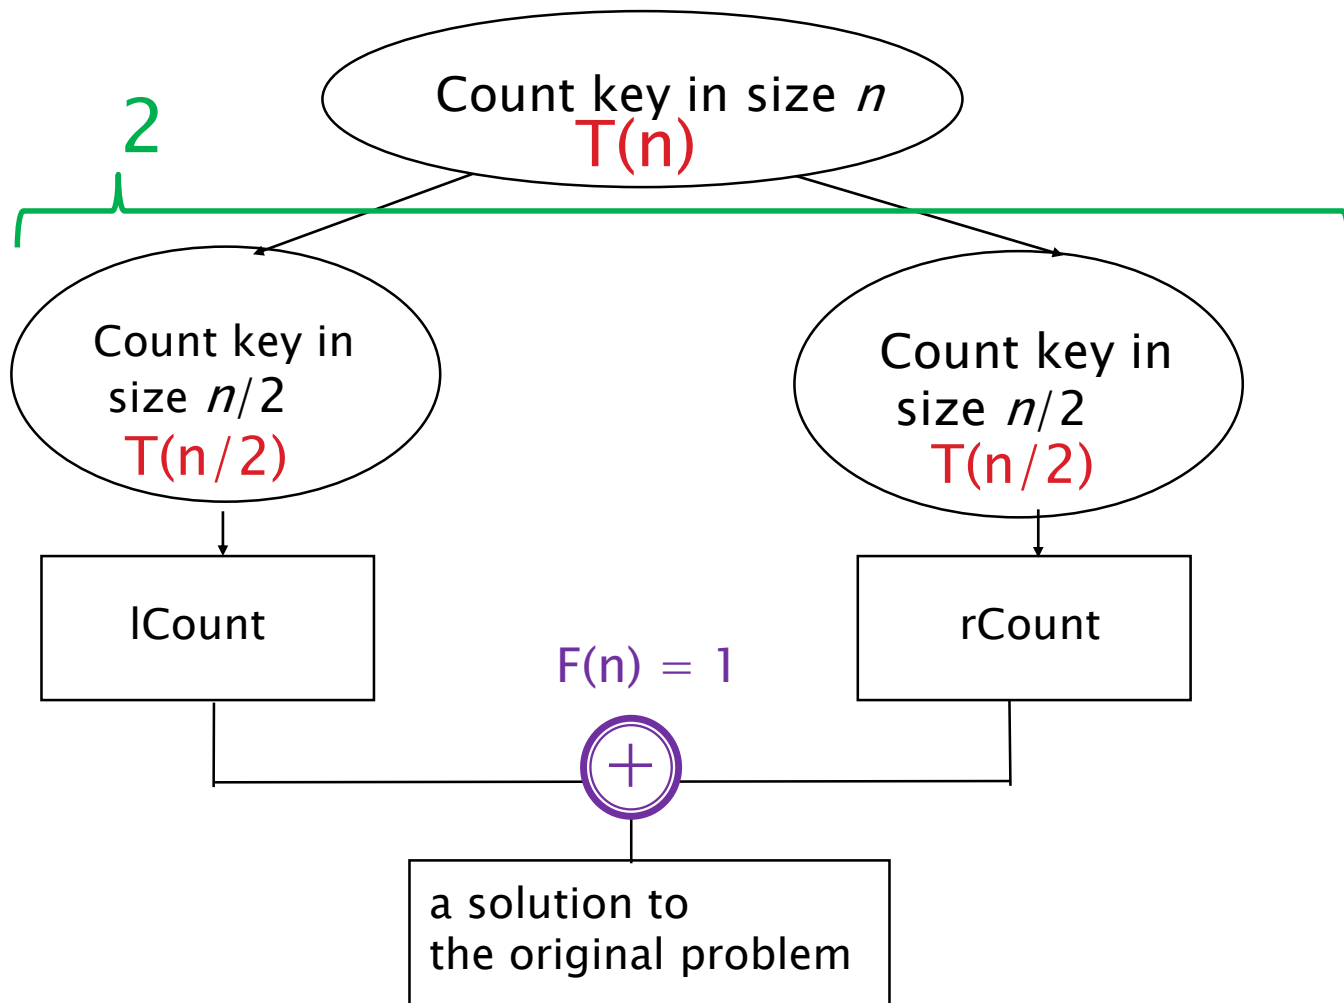 Count key in size n
T(n)
2
Count key in
size n/2
T(n/2)
Count key in
size n/2
T(n/2)
lCount
rCount
F(n) = 1
+
a solution to
the original problem